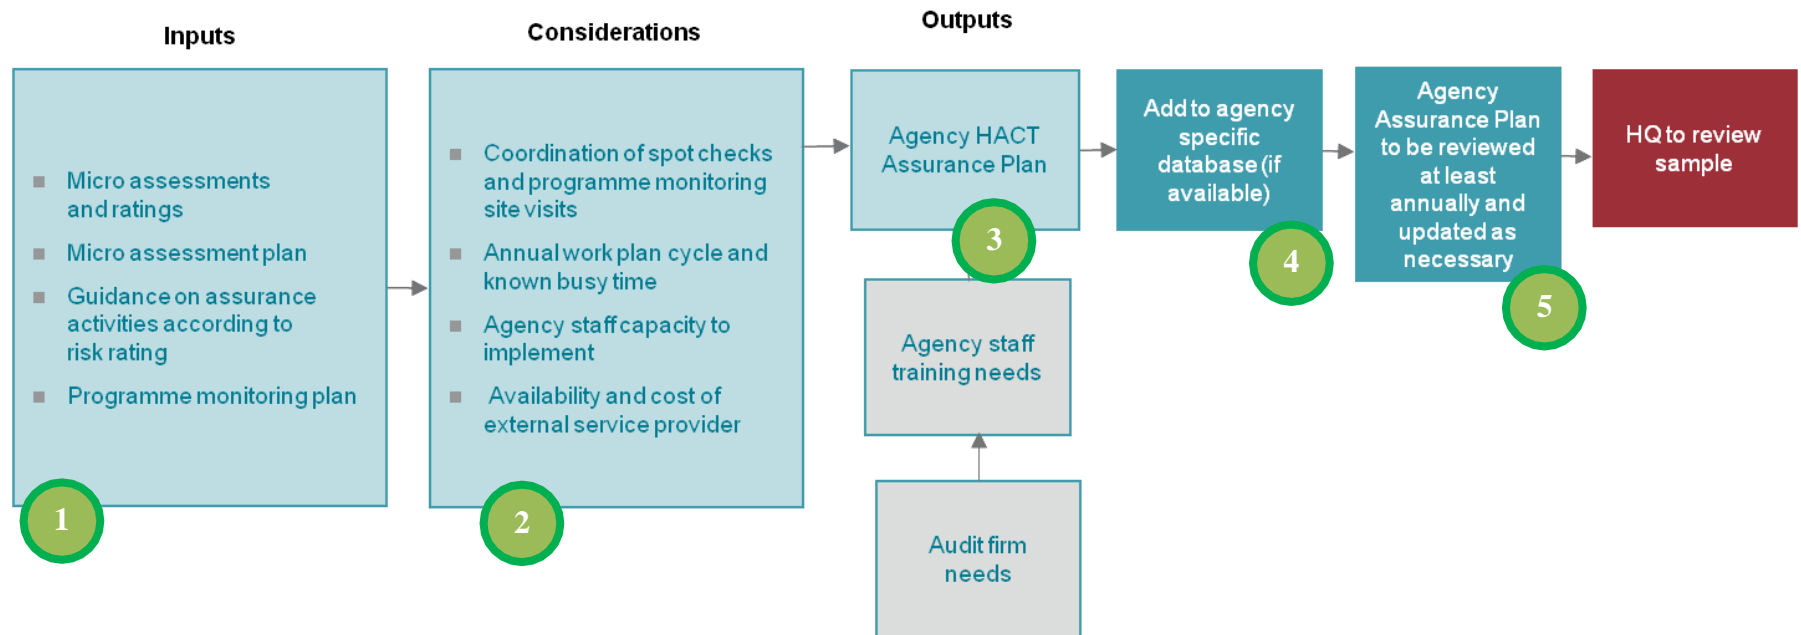 Inputs
Considerations
Outputs
Micro assessments
and ratings
Micro assessment plan
Guidance on assurance
activities according to
risk rating
Programme monitoring plan
1
Coordination of spot checks
and programme monitoring
site visits
Annual work plan cycle and
known busy time
Agency staff capacity to
implement
Availability and cost of
external service provider
2
Agency HACT
Assurance Plan
3
Agency staff
training needs
Audit firm
needs
Add to agency
specific
database (if
available)
4
Agency
Assurance Plan
to be reviewed
at least
annually and
updated as
necessary
5
HQ to review
sample